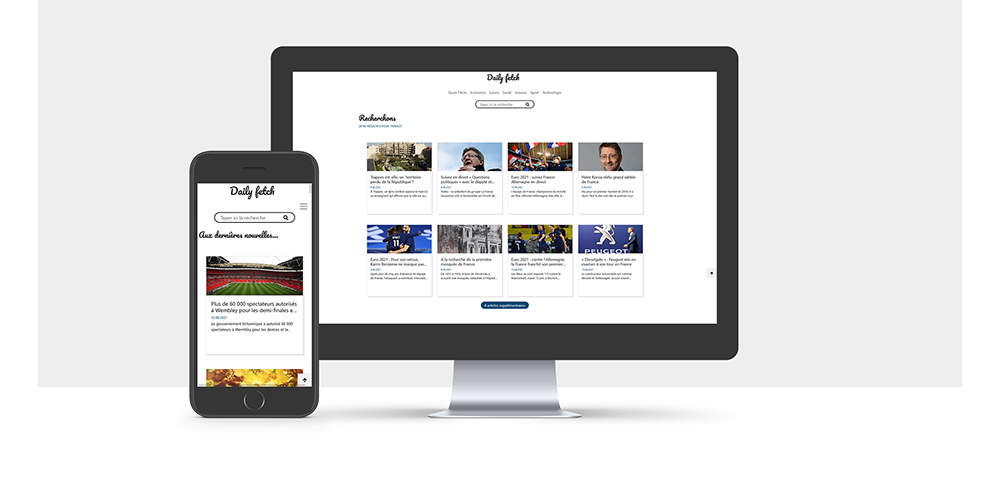 Daily fetch
Toute l'Actu Economie Loisirs Santé Science Sport Technologie
Taper ici la recherche
Recherchons
Trappes est-elle, un "territoire
perdu de la République"?
Suivez en direct « Questions
politiques » avec le député et...
Euro 2021 : suivez France-
Allemagne en direct
Haïm Korsia réélu grand rabbin
de France
Euro 2021 : Pour son retour,
Karim Benzema ne manque pas...
A la recherche de la première
mosquée de France
Euro 2021 : contre l'Allemagne,
la France franchit son premier...
« Dieselgate » : Peugeot mis en
examen à son tour en France
PEUGEOT
11
8 articles supplémentaires
Daily fetch
Taper ici la recherche
Aux dernières nouvelles...
Plus de 60 000 spectateurs autorisés
à Wembley pour les demi-finales e...
22.06.2021
Le gouvernement britannique a autorisé 60 000
spectateurs à Wembley pour les demies et la...